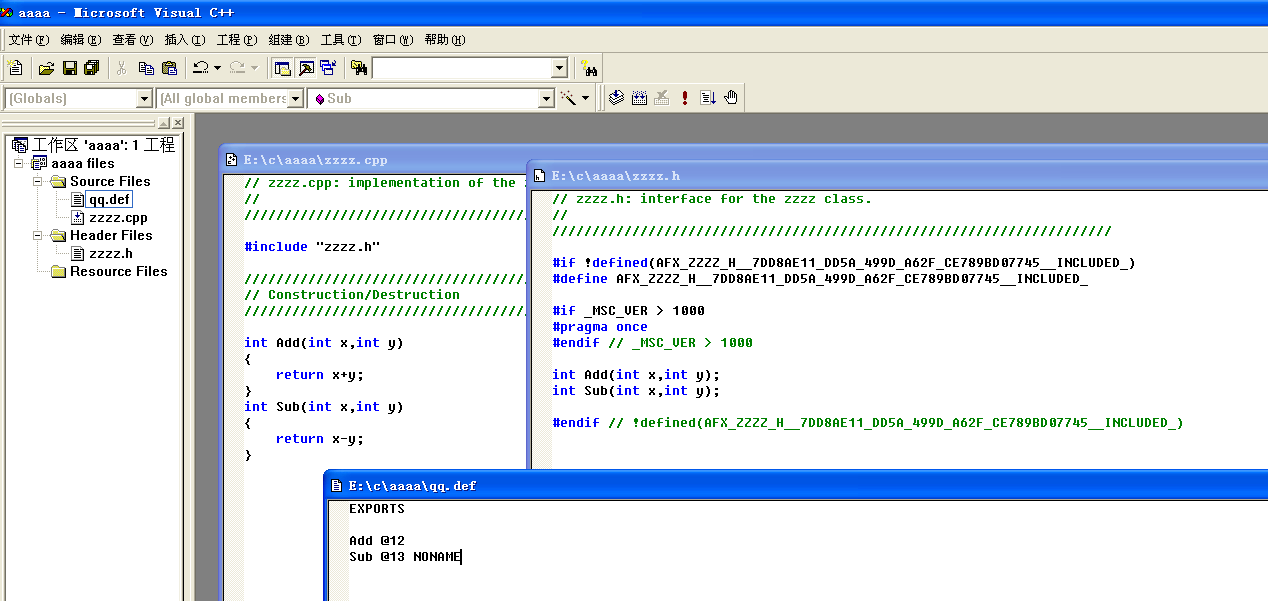 aaaa - Microsoft Visual C++
文件(F) 编辑(E) 查看(V) 插入(I) 工程(P) 组建(B) 工具(T) 窗口(W) 帮助(H)
(Globals) (All global members Sub
工作区 'aaaa': 1 工程
aaaa files
Source Files
qq.def
zzzz.cpp
Header Files
zzzz.h
Resource Files
E:\c\aaaa\zzzz.cpp
// zzzz.cpp: implementation of the
//
///////////////////////////////////
#include "zzzz.h"
///////////////////////////////////
// Construction/Destruction
///////////////////////////////////
int Add(int x,int y)
{
return x+y;
}
int Sub(int x,int y)
{
return x-y;
}
E:\c\aaaa\zzzz.h
// zzzz.h: interface for the zzzz class.
//
//////////////////////////////////////////////////////////////////////
#if !defined(AFX_ZZZZ_H__7DD8AE11_DD5A_499D_A62F_CE789BD07745__INCLUDED_)
#define AFX_ZZZZ_H__7DD8AE11_DD5A_499D_A62F_CE789BD07745__INCLUDED_
#if _MSC_VER > 1000
#pragma once
#endif // _MSC_VER > 1000
int Add(int x,int y);
int Sub(int x,int y);
#endif // !defined(AFX_ZZZZ_H__7DD8AE11_DD5A_499D_A62F_CE789BD07745__INCLUDED_)
E:\c\aaaa\qq.def
EXPORTS
Add @12
Sub @13 NONAME